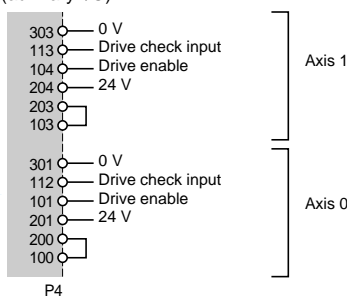 303 0 V
113 Drive check input
104 Drive enable
204 24 V
203
103
Axis 1
301 0 V
112 Drive check input
101 Drive enable
201 24 V
200
100
Axis 0
P4